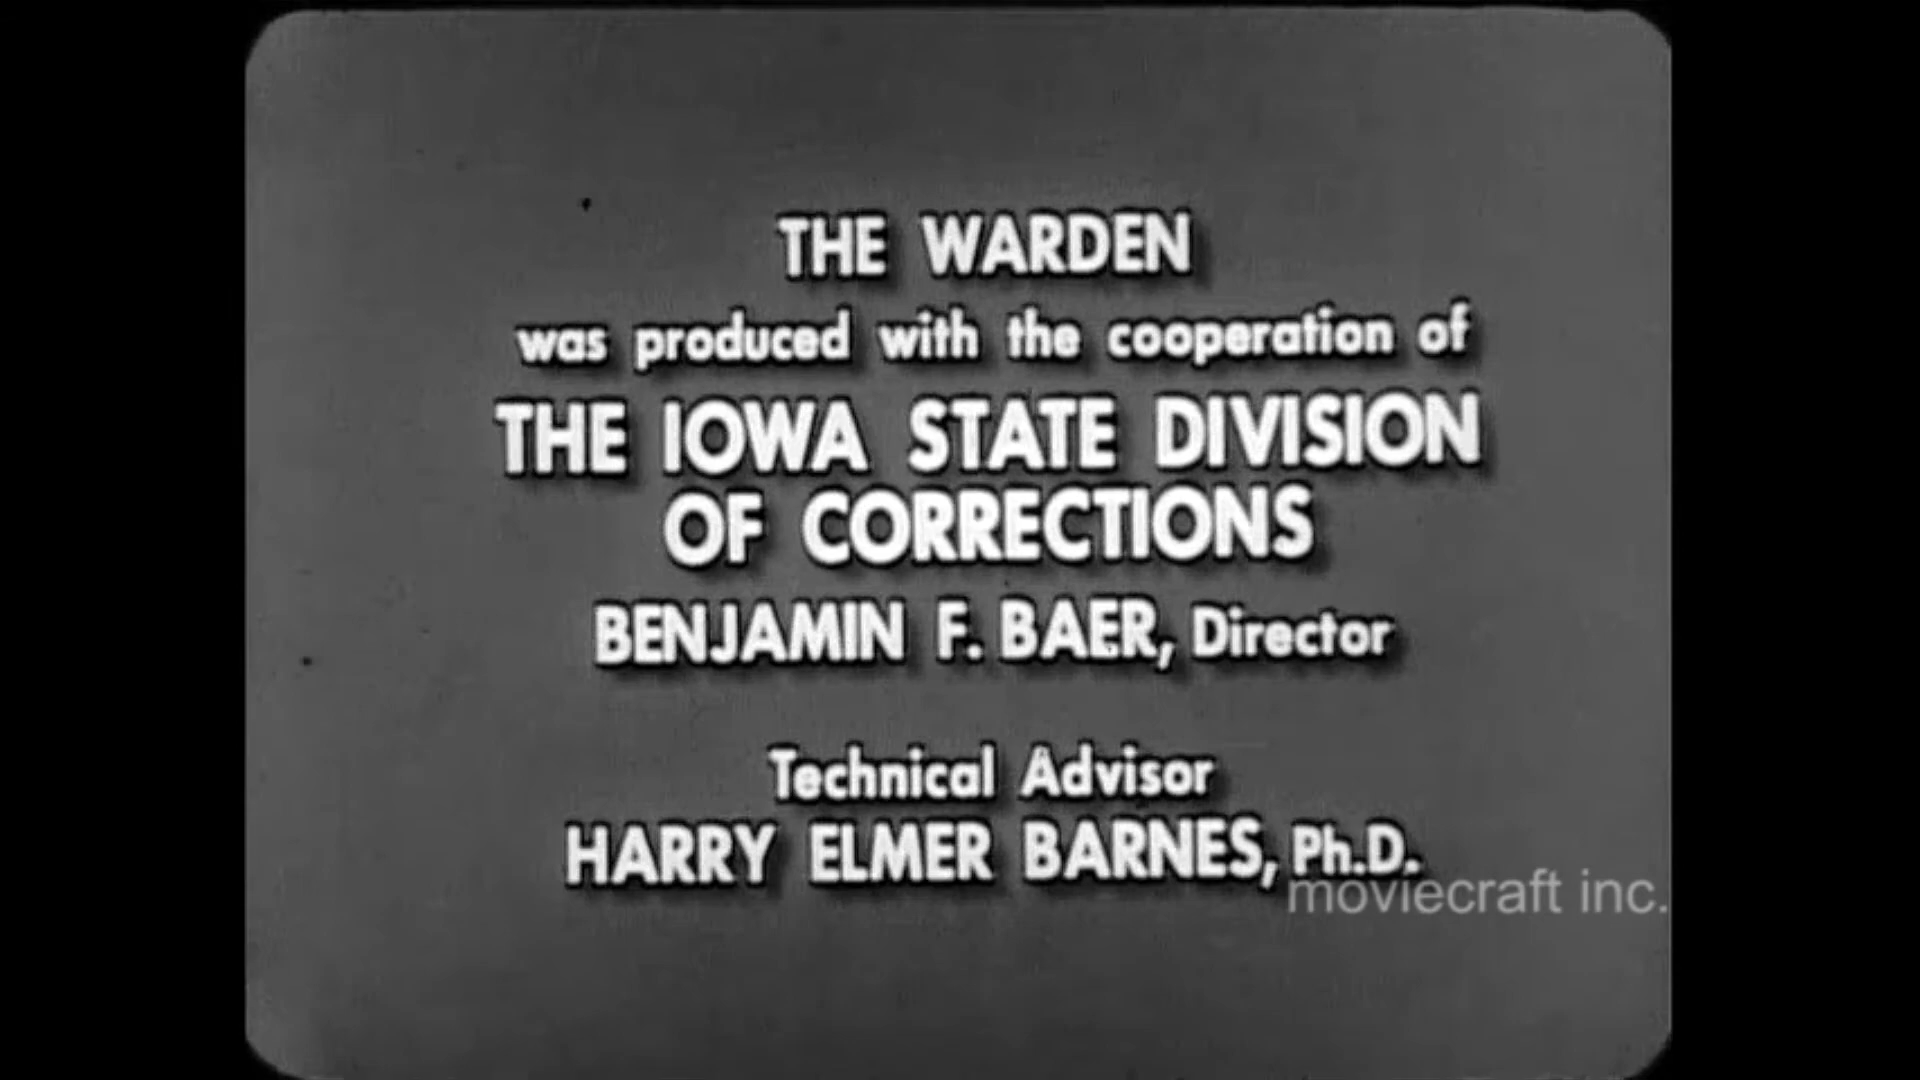 THE WARDEN
was produced with the cooperation of
THE IOWA STATE DIVISION
OF CORRECTIONS
BENJAMIN F. BAER, Director
Technical Advisor
HARRY ELMER BARNES, Ph.D.
moviecraft inc.